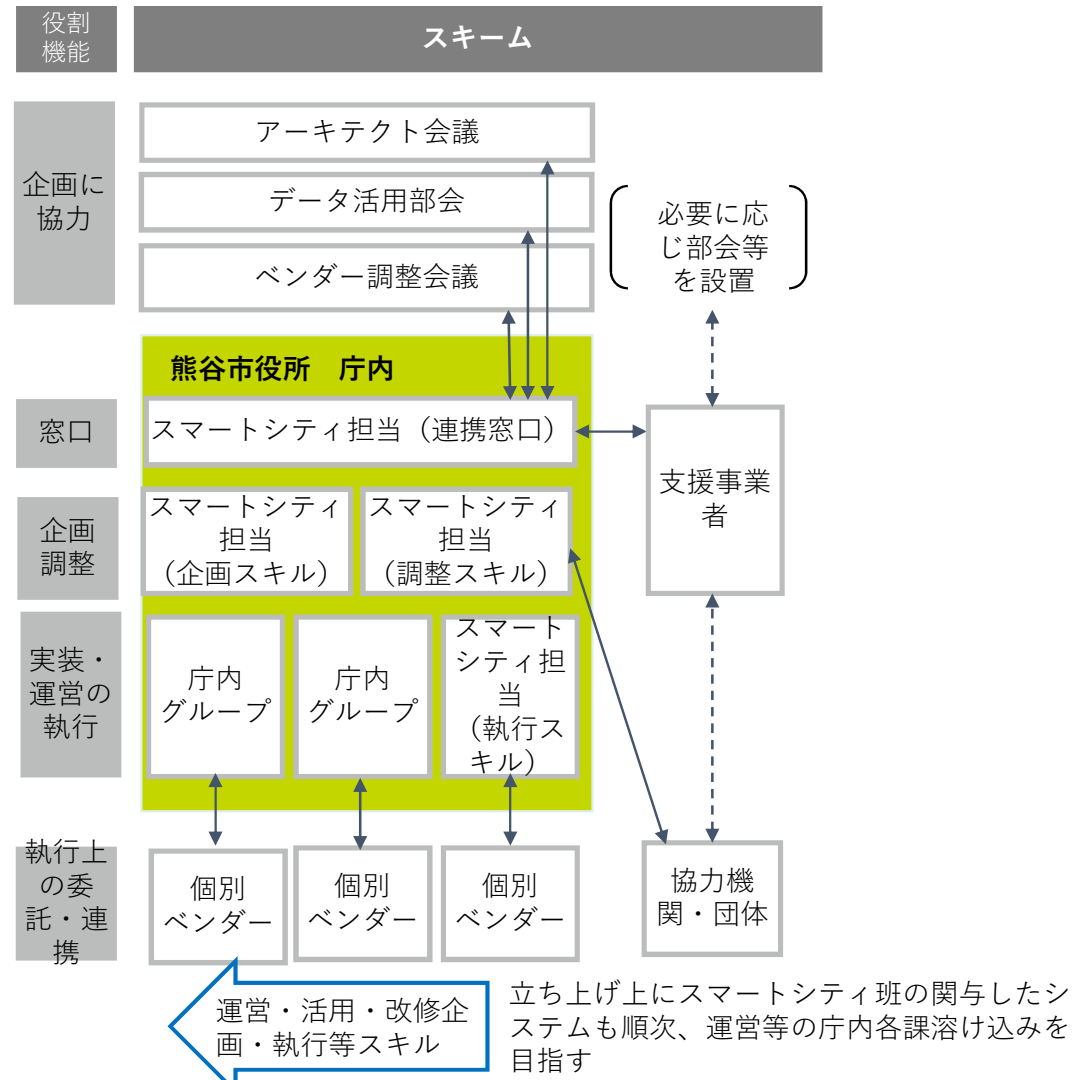 役割
機能
スキーム
企画に
協力
アーキテクト会議
データ活用部会
ベンダー調整会議
必要に応
じ部会等
を設置
熊谷市役所　庁内
窓口
スマートシティ担当（連携窓口）
支援事業
者
企画
調整
スマートシティ
担当
（企画スキル）
スマートシティ
担当
（調整スキル）
実装・
運営の
執行
庁内
グループ
庁内
グループ
スマート
シティ担
当
（執行ス
キル）
執行上
の委
託・連
携
個別
ベンダー
個別
ベンダー
個別
ベンダー
協力機
関・団体
運営・活用・改修企
画・執行等スキル
立ち上げ上にスマートシティ班の関与したシ
ステムも順次、運営等の庁内各課溶け込みを
目指す